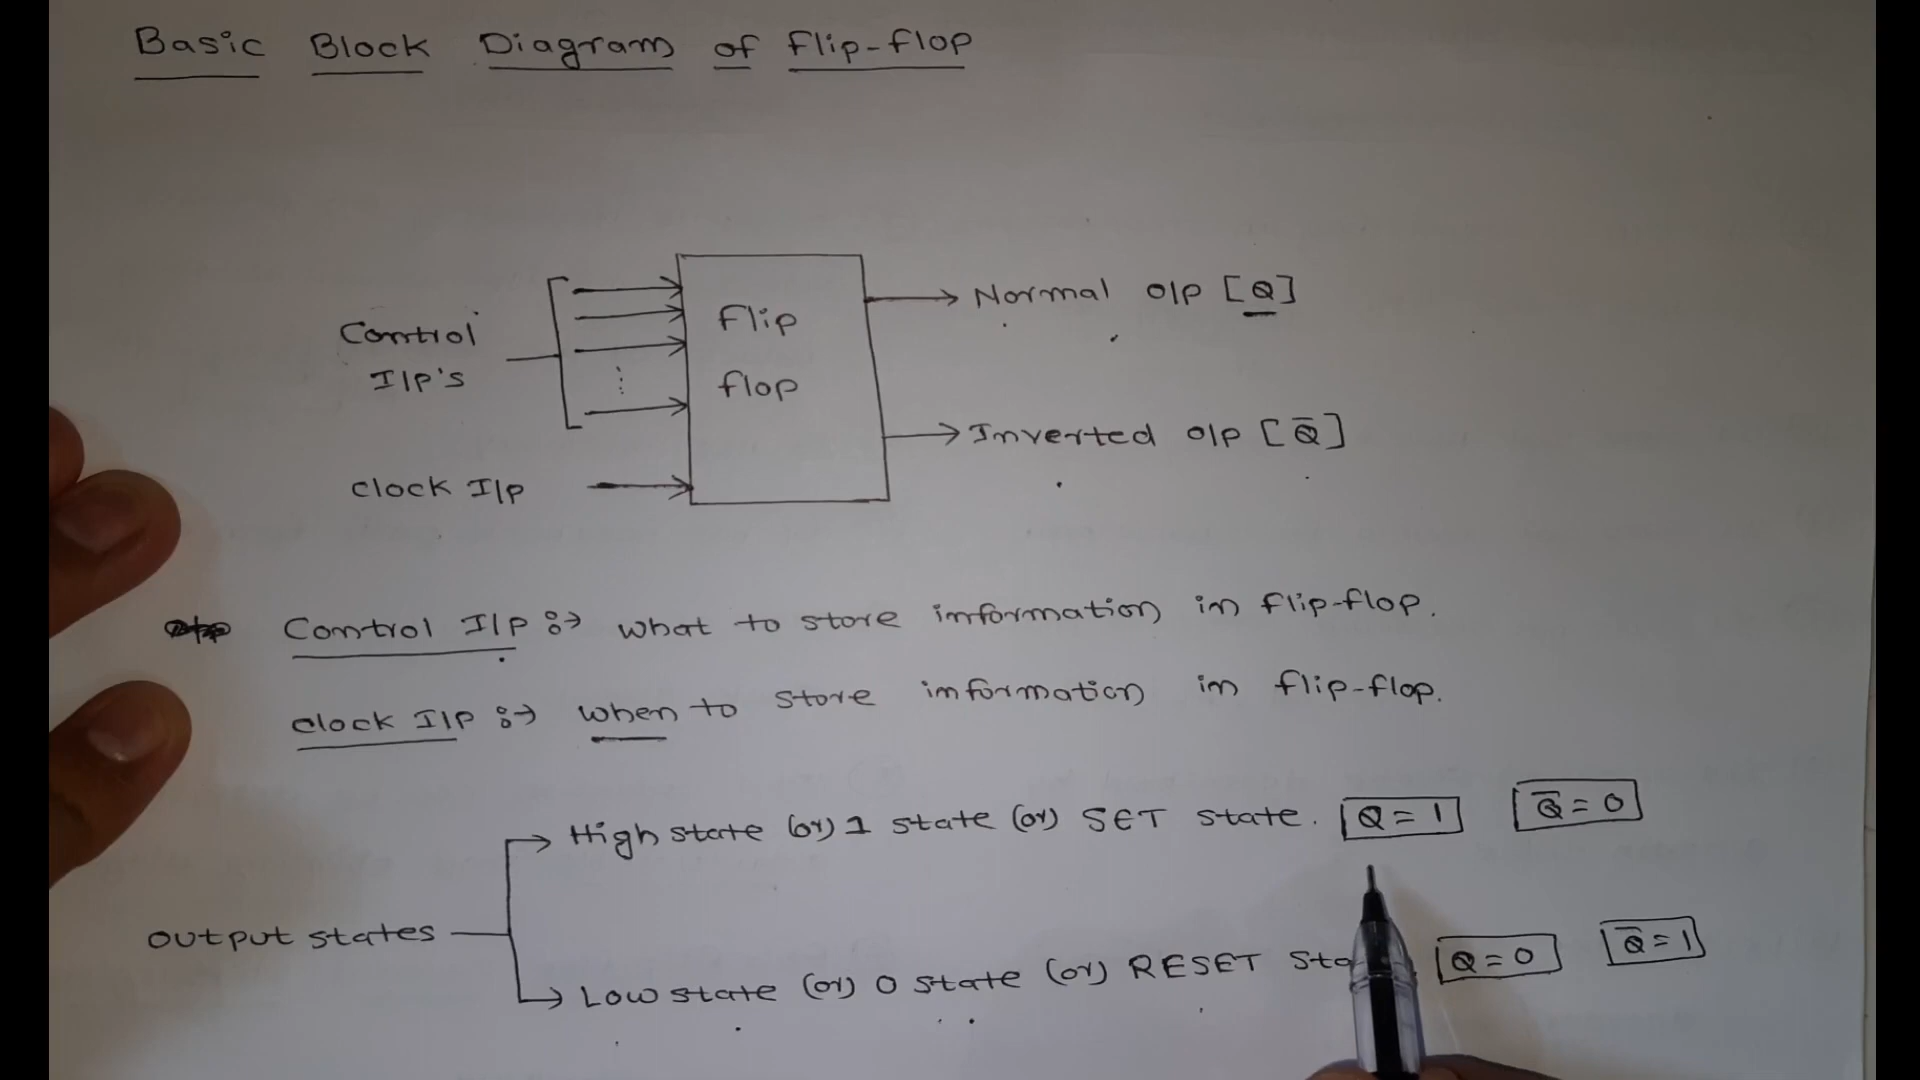 Basic Block Diagram of Flip-flop
Control
I/P's
clock I/P
Flip
flop
Normal O/P [Q]
Inverted O/P [Q̅]
Control I/P :→ what to store information in flip-flop.
clock I/P :→ when to store information in flip-flop.
High state (or) 1 state (or) SET state. Q = 1 Q̅ = 0
output states
Low state (or) 0 state (or) RESET Q = 0 Q̅ = 1